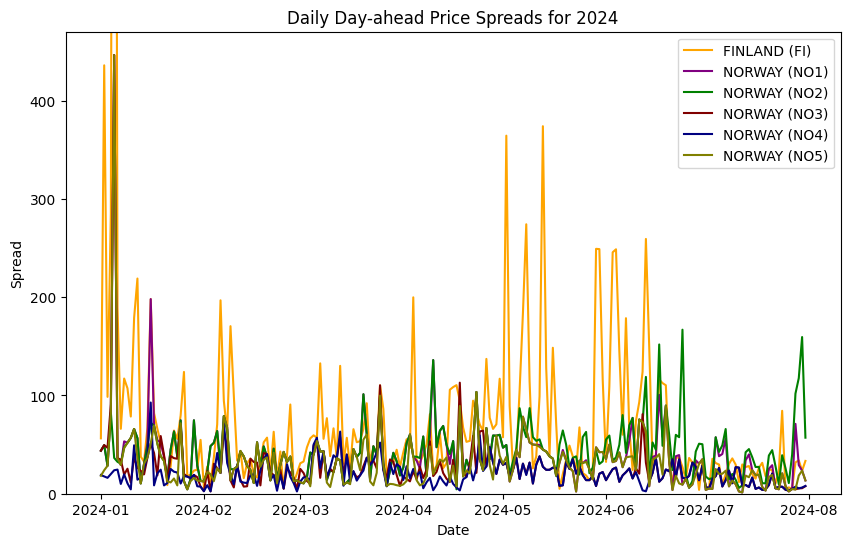 Daily Day-ahead Price Spreads for 2024
FINLAND (FI)
NORWAY (NO1)
NORWAY (NO2)
NORWAY (NO3)
NORWAY (NO4)
NORWAY (NO5)
Spread
400
300
200
100
0
2024-01 2024-02 2024-03 2024-04 2024-05 2024-06 2024-07 2024-08
Date